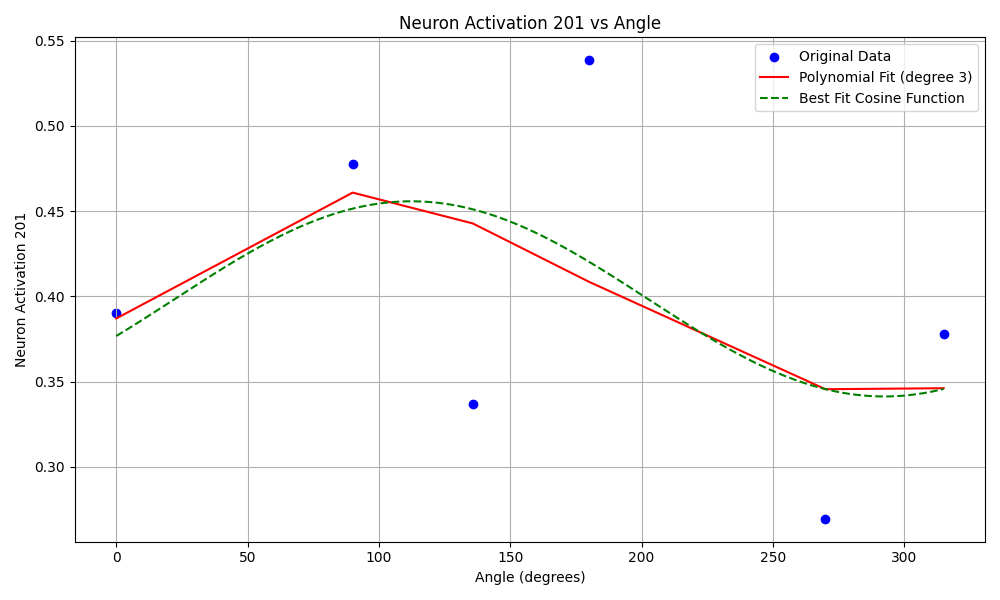 Neuron Activation 201 vs Angle
Original Data
Polynomial Fit (degree 3)
Best Fit Cosine Function
Neuron Activation 201
0.55
0.50
0.45
0.40
0.35
0.30
0 50 100 150 200 250 300
Angle (degrees)